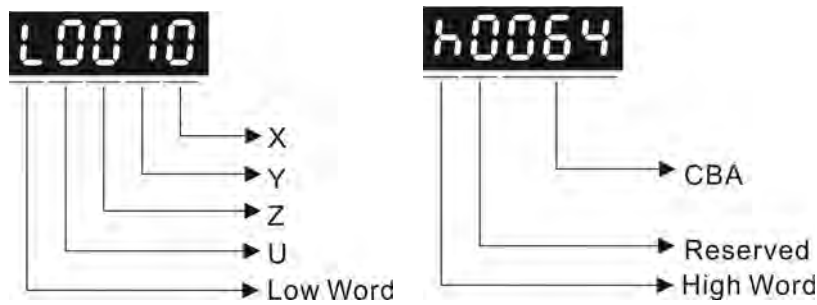 L0010
h0064
X
Y
Z
U
Low Word
CBA
Reserved
High Word